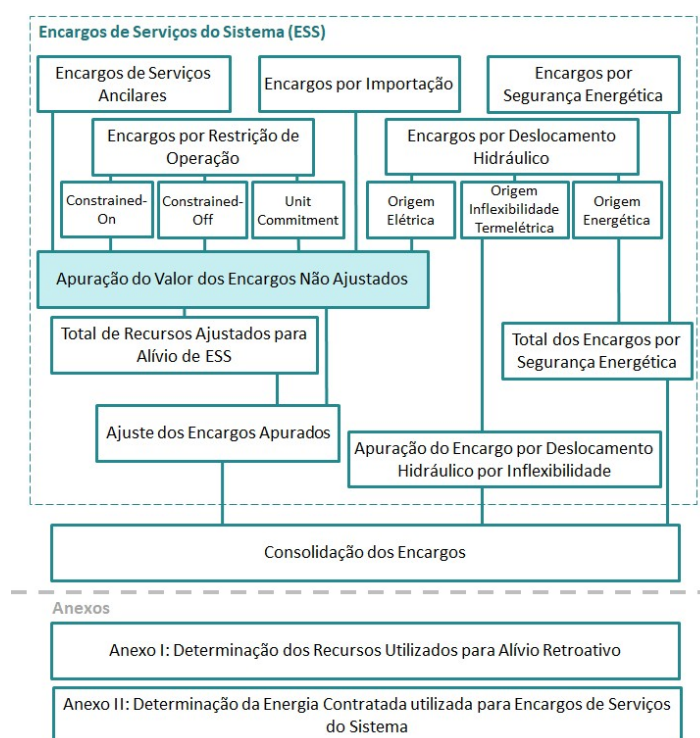 Encargos de Serviços do Sistema (ESS)
Encargos de Serviços
Ancilares
Encargos por Importação
Encargos por
Segurança Energética
Encargos por Restrição de
Operação
Encargos por Deslocamento
Hidráulico
Constrained-
On
Constrained-
Off
Unit
Commitment
Origem
Elétrica
Origem
Inflexibilidade
Termelétrica
Origem
Energética
Apuração do Valor dos Encargos Não Ajustados
Total de Recursos Ajustados para
Alívio de ESS
Total dos Encargos por
Segurança Energética
Ajuste dos Encargos Apurados
Apuração do Encargo por Deslocamento
Hidráulico por Inflexibilidade
Consolidação dos Encargos
Anexos
Anexo I: Determinação dos Recursos Utilizados para Alívio Retroativo
Anexo II: Determinação da Energia Contratada utilizada para Encargos de Serviços
do Sistema